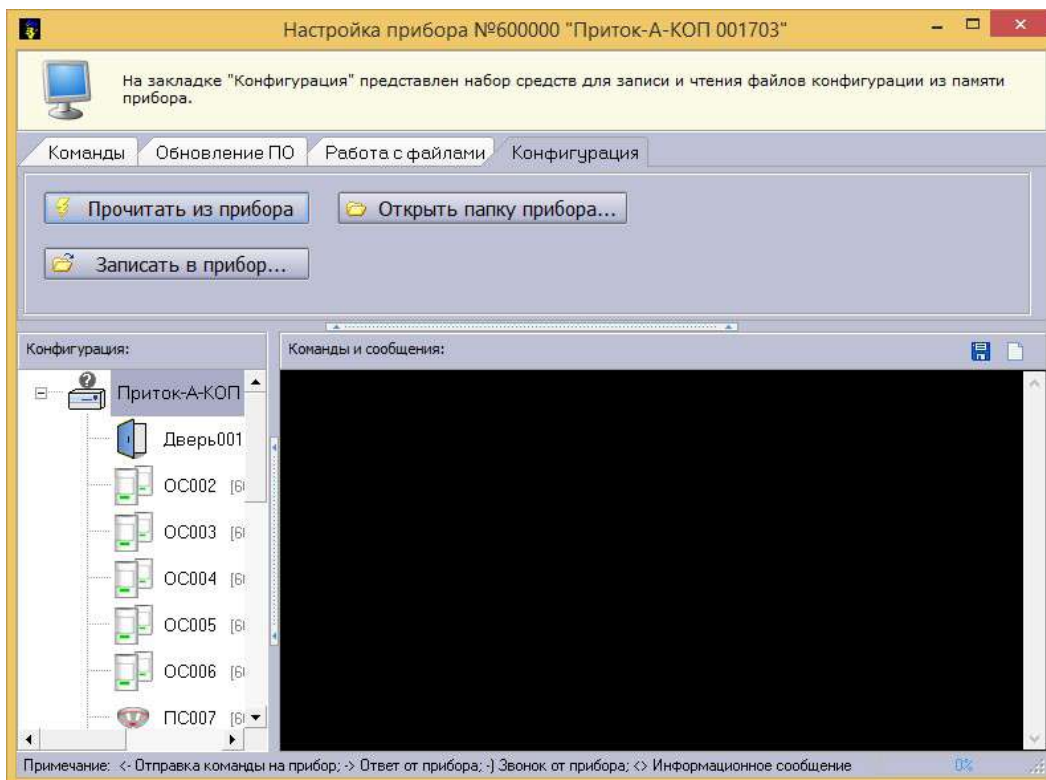 Настройка прибора №600000 "Приток-А-КОП 001703"
На закладке "Конфигурация" представлен набор средств для записи и чтения файлов конфигурации из памяти
прибора.
Команды Обновление ПО Работа с файлами Конфигурация
Прочитать из прибора Открыть папку прибора...
Записать в прибор...
Конфигурация: Команды и сообщения:
Приток-А-КОП
Дверь001
ОС002
ОС003
ОС004
ОС005
ОС006
ПС007
Примечание: <- Отправка команды на прибор; -> Ответ от прибора; -) Звонок от прибора; <> Информационное сообщение 0%